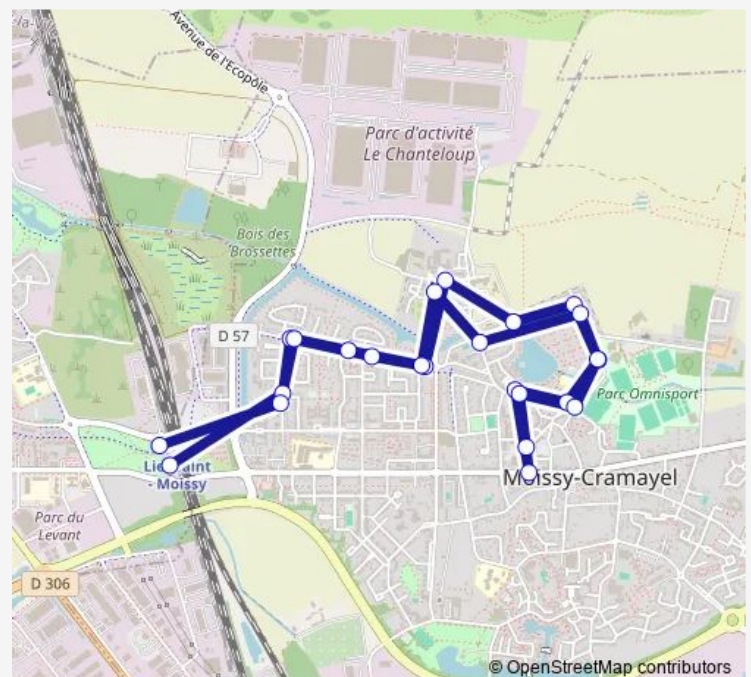 Avenue de l'Ecopôle
Parc d'activité
Le Chanteloup
Bois des
Brossettes
D 57
Parc Omnisport
Moissy-Cramayel
- Moissy
Parc du
Levant
D 306
© OpenStreetMap contributors